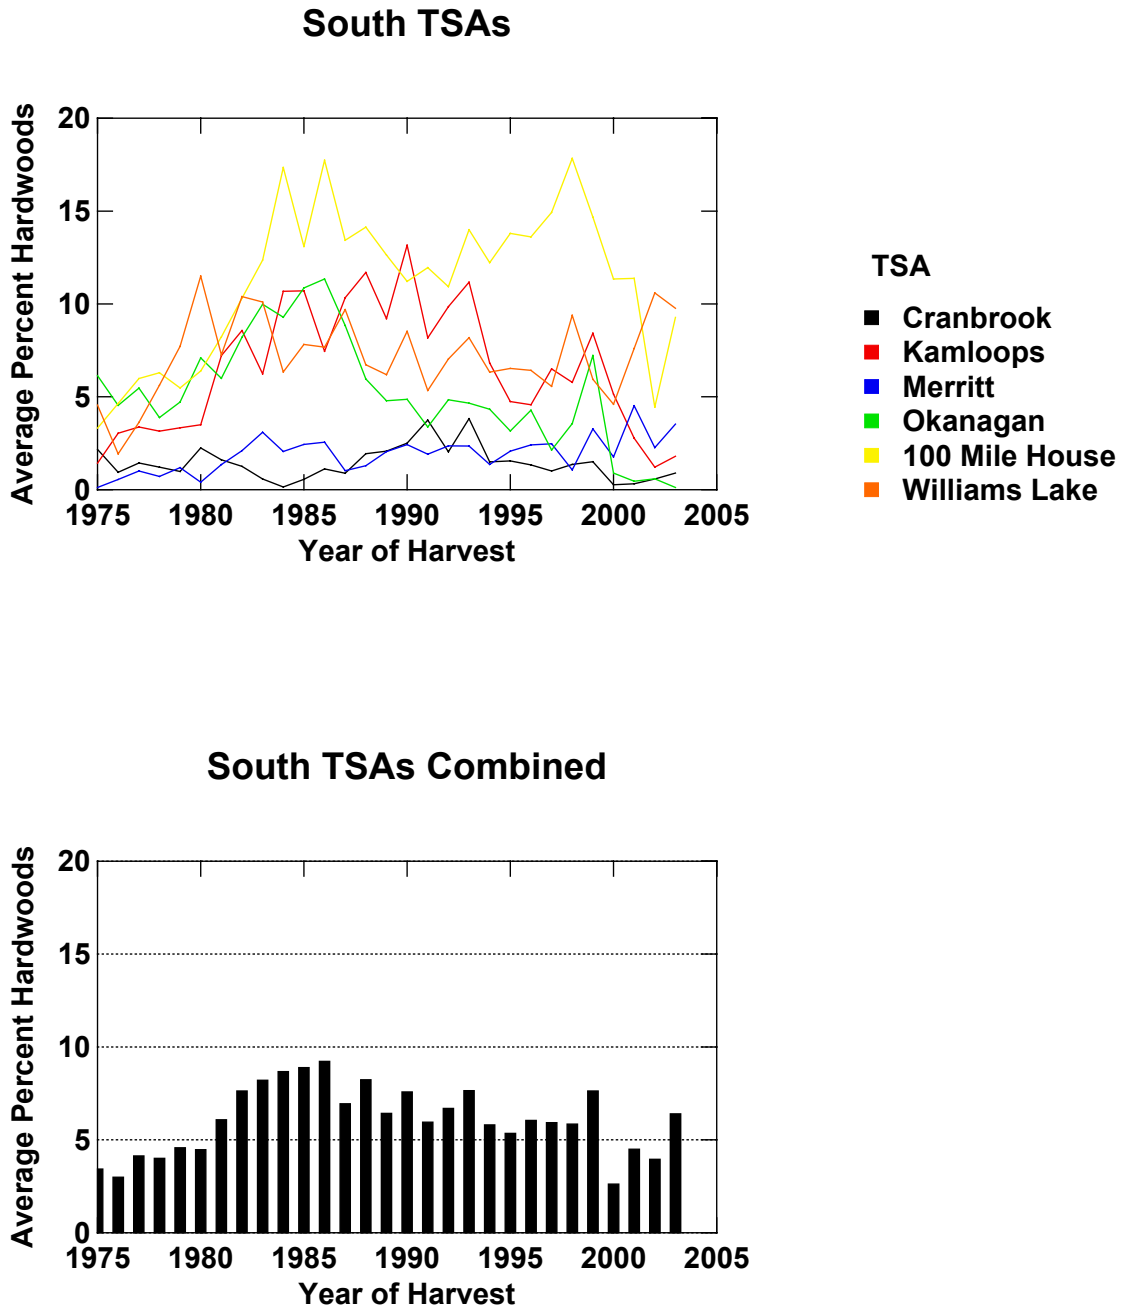 South TSAs
20
15
10
5
0
Average Percent Hardwoods
1975 1980 1985 1990 1995 2000 2005
Year of Harvest
TSA
Cranbrook
Kamloops
Merritt
Okanagan
100 Mile House
Williams Lake
South TSAs Combined
20
15
10
5
0
Average Percent Hardwoods
1975 1980 1985 1990 1995 2000 2005
Year of Harvest